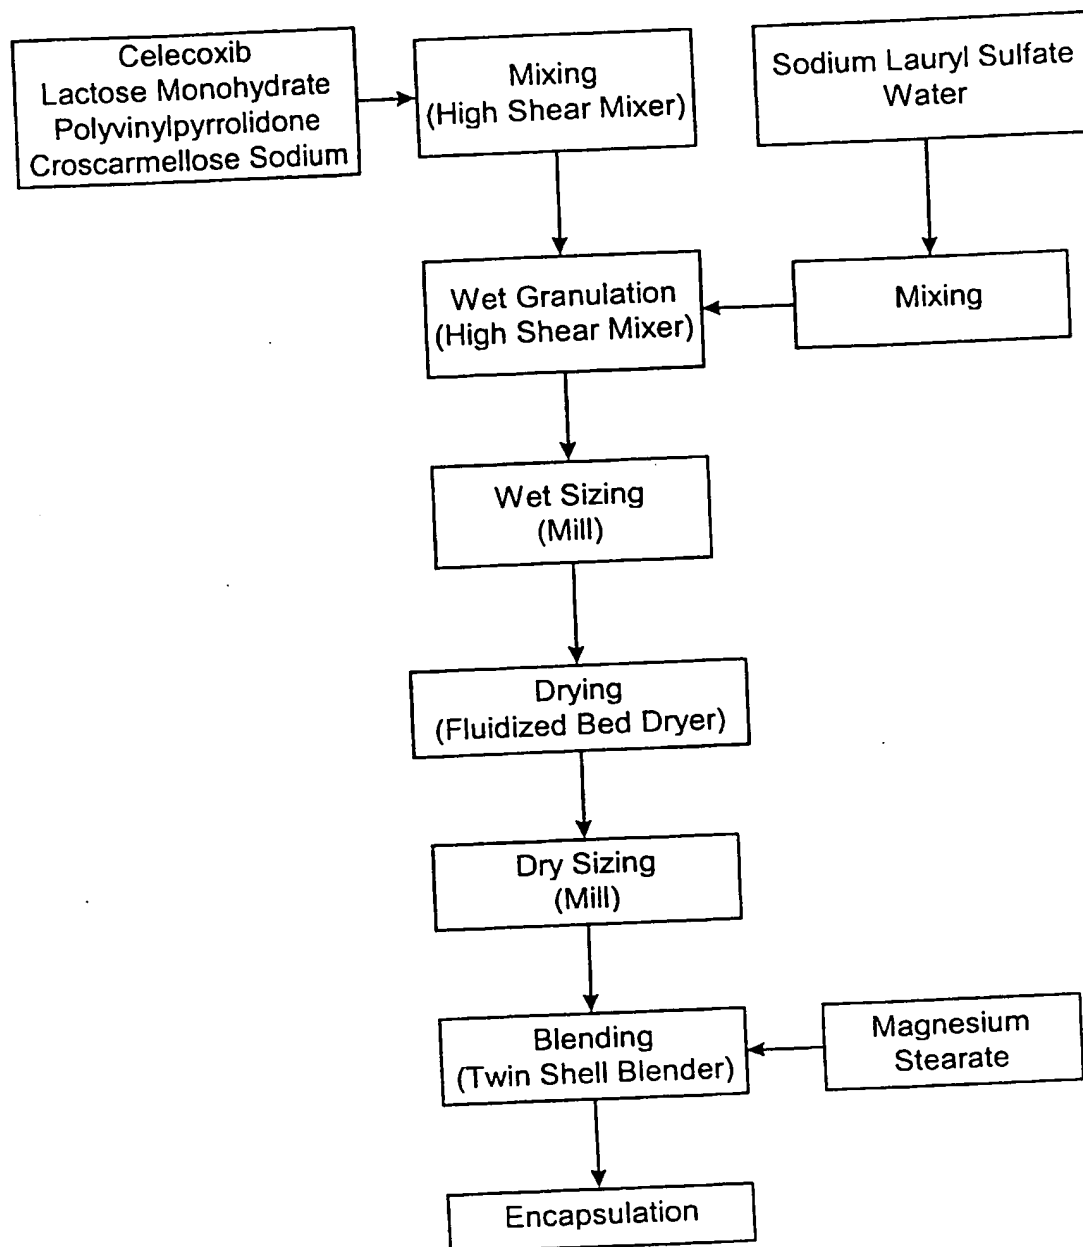 Celecoxib
Lactose Monohydrate
Polyvinylpyrrolidone
Croscarmellose Sodium
Mixing
(High Shear Mixer)
Sodium Lauryl Sulfate
Water
Wet Granulation
(High Shear Mixer)
Mixing
Wet Sizing
(Mill)
Drying
(Fluidized Bed Dryer)
Dry Sizing
(Mill)
Blending
(Twin Shell Blender)
Magnesium
Stearate
Encapsulation